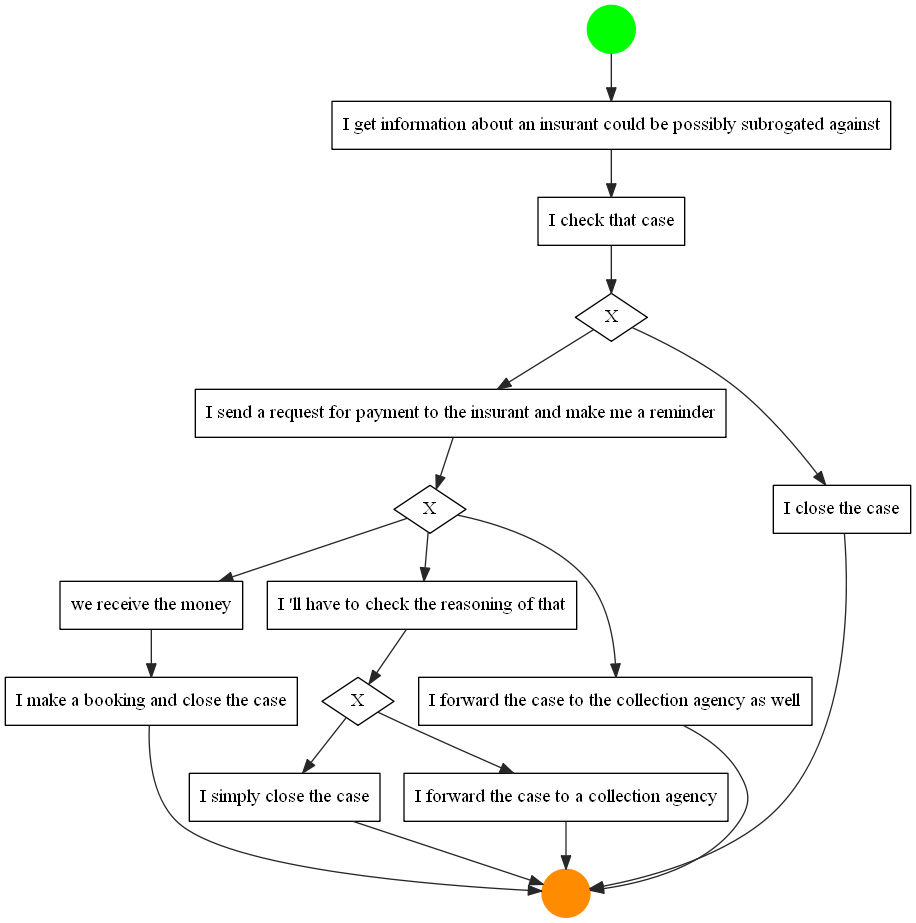 I get information about an insurant could be possibly subrogated against
I check that case
X
I send a request for payment to the insurant and make me a reminder
X
I close the case
we receive the money
I 'll have to check the reasoning of that
I make a booking and close the case
X
I forward the case to the collection agency as well
I simply close the case
I forward the case to a collection agency